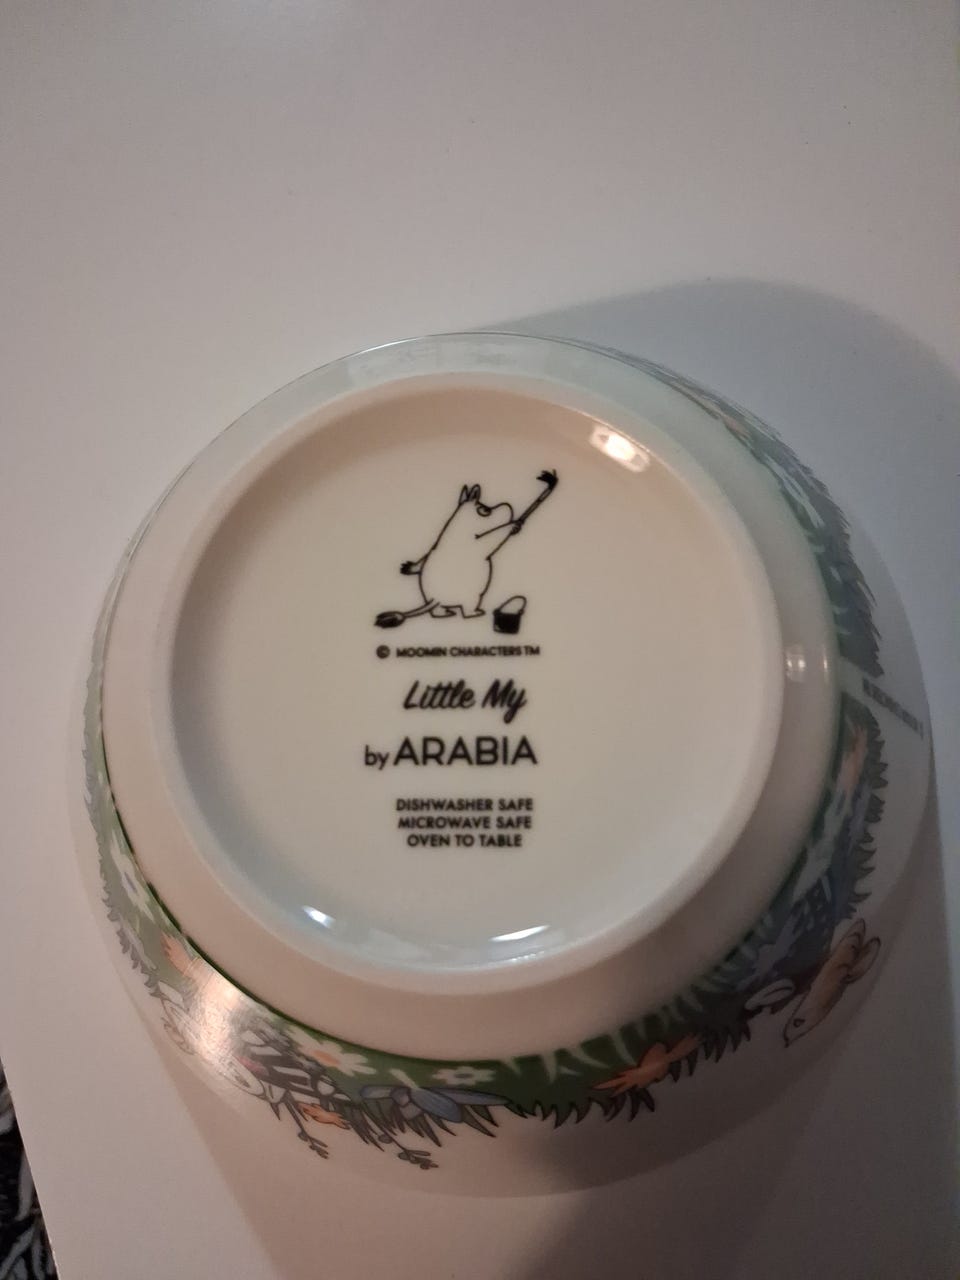 © MOOMIN CHARACTERS TM
Little My
by ARABIA
DISHWASHER SAFE
MICROWAVE SAFE
OVEN TO TABLE